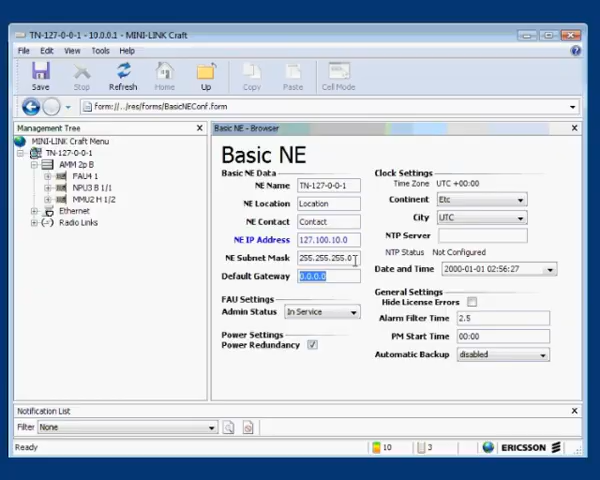 TN-127-0-0-1 - 10.0.0.1 - MINI-LINK Craft
File Edit View Tools Help
Save Stop Refresh Home Up Copy Paste Cell Mode
form://../res/forms/BasicNEConf.form
Management Tree
MINI-LINK Craft Menu
TN-127-0-0-1
AMM 2p B
FAU4 1
NPU3 B 1/1
MMU2 H 1/2
Ethernet
Radio Links
Basic NE - Browser
Basic NE
Basic NE Data
NE Name TN-127-0-0-1
NE Location Location
NE Contact Contact
NE IP Address 127.100.10.0
NE Subnet Mask 255.255.255.0
Default Gateway 0.0.0.0
FAU Settings
Admin Status In Service
Power Settings
Power Redundancy
Clock Settings
Time Zone UTC +00:00
Continent Etc
City UTC
NTP Server
NTP Status Not Configured
Date and Time 2000-01-01 02:56:27
General Settings
Hide License Errors
Alarm Filter Time 2.5
PM Start Time 00:00
Automatic Backup disabled
Notification List
Filter None
Ready 10 3 ERICSSON